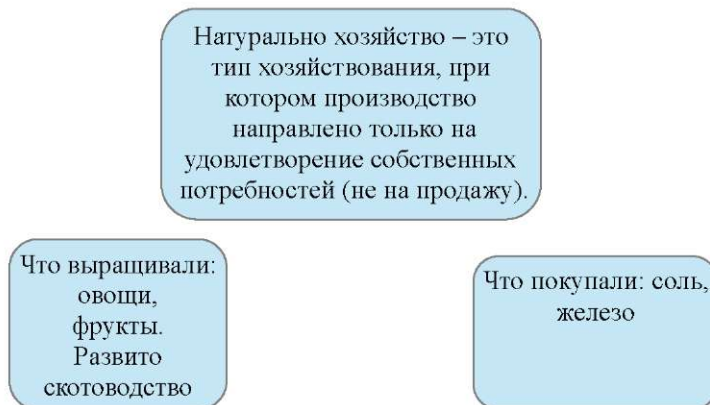 Натурально хозяйство – это
тип хозяйствования, при
котором производство
направлено только на
удовлетворение собственных
потребностей (не на продажу).
Что выращивали:
овощи,
фрукты.
Развито
скотоводство
Что покупали: соль,
железо